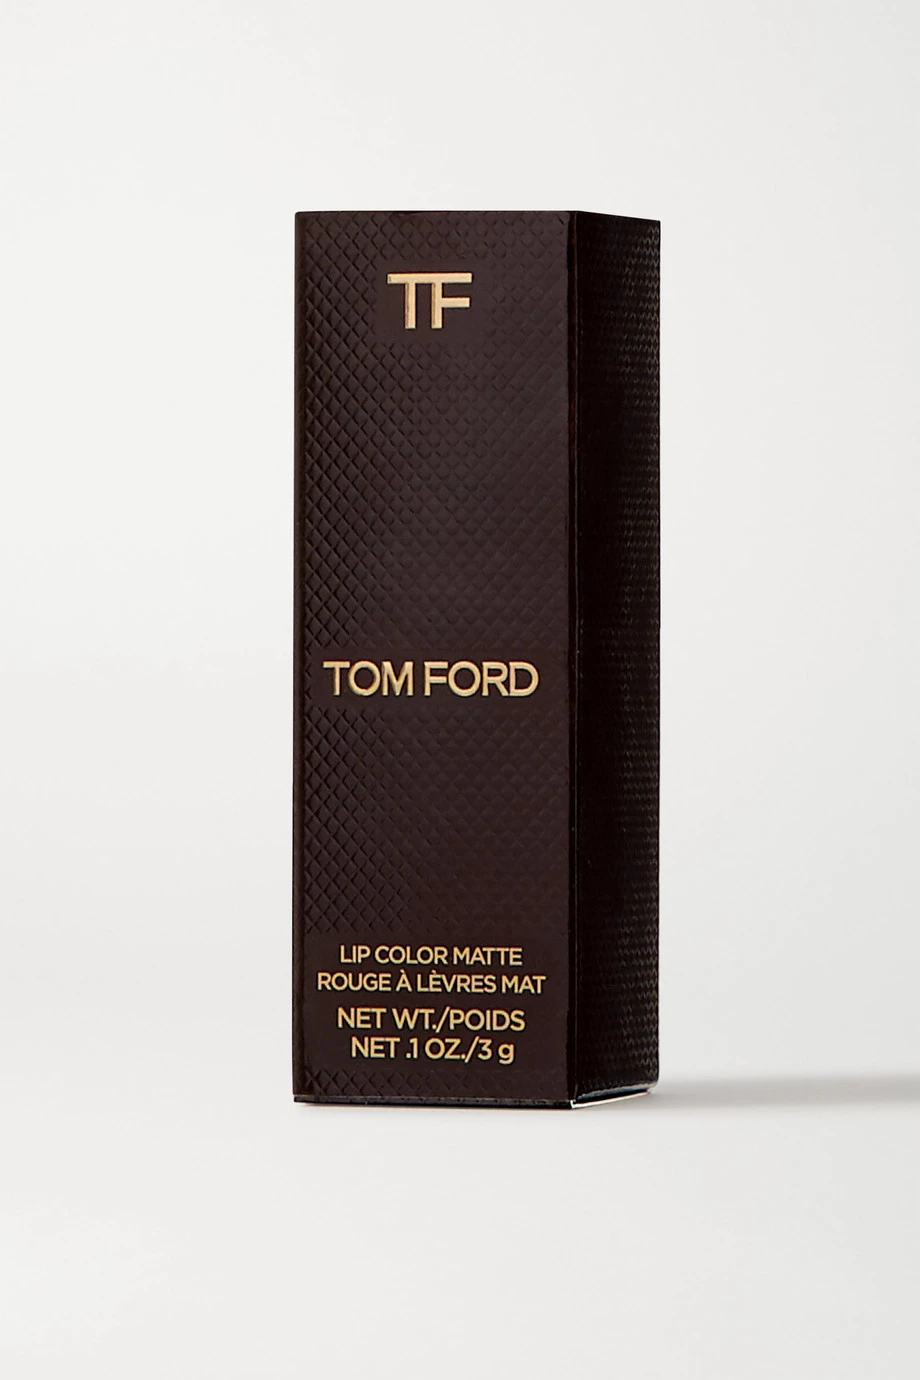 TF
TOM FORD
LIP COLOR MATTE
ROUGE À LÈVRES MAT
NET WT./POIDS
NET .1 OZ./3 g